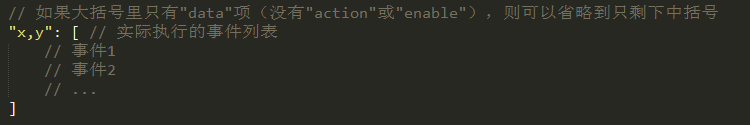 // 如果大括号里只有"data"项（没有"action"或"enable"），则可以省略到只剩下中括号
"x,y": [ // 实际执行的事件列表
    // 事件1
    // 事件2
    // ...
]